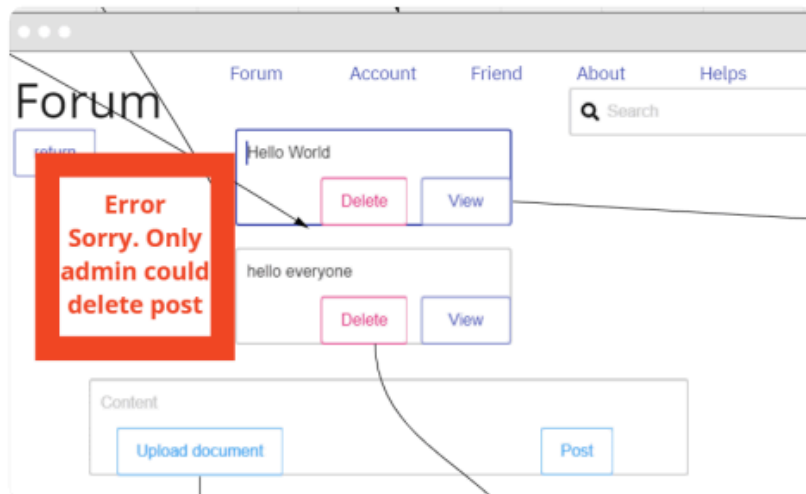 Forum Account Friend About Helps
Forum
Search
return
Hello World
Delete View
Error
Sorry. Only
admin could
delete post
hello everyone
Delete View
Content
Upload document Post